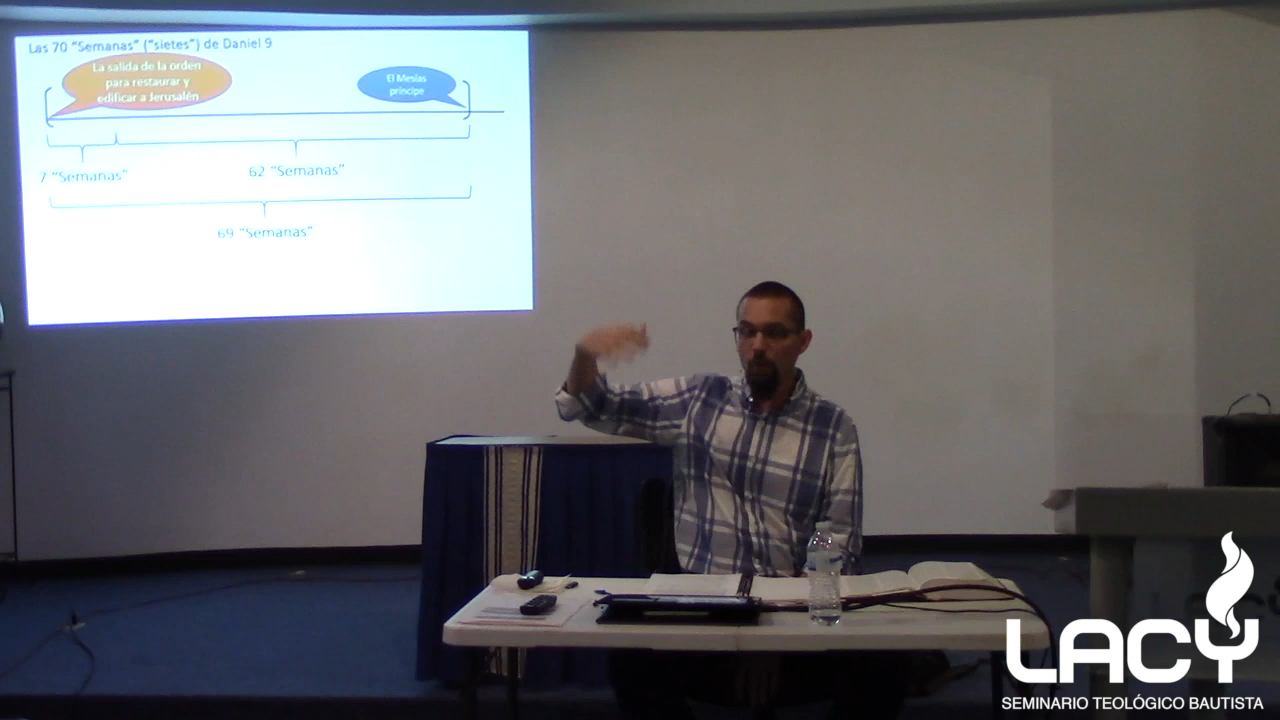 Las 70 "Semanas" ("sietes") de Daniel 9
La salida de la orden
para restaurar y
edificar a Jerusalén
El Mesías
príncipe
7 "Semanas"
62 "Semanas"
69 "Semanas"
LACY
SEMINARIO TEOLÓGICO BAUTISTA